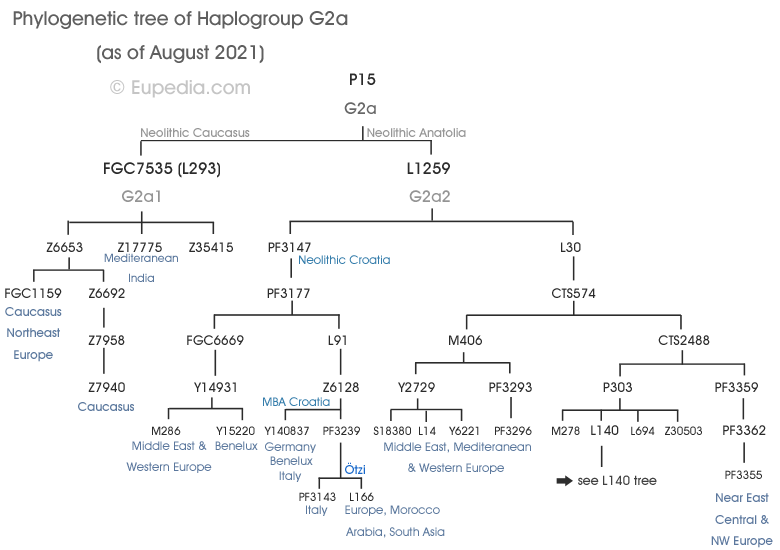 Phylogenetic tree of Haplogroup G2a
(as of August 2021)
© Eupedia.com
P15
G2a
Neolithic Caucasus
Neolithic Anatolia
FGC7535 (L293)
L1259
G2a1
G2a2
Z6653
Z17775
Z35415
PF3147
L30
Mediteranean
India
Neolithic Croatia
FGC1159
Z6692
PF3177
CTS574
Caucasus
Northeast
Europe
Z7958
FGC6669
L91
M406
CTS2488
Z7940
Y14931
Z6128
Y2729
PF3293
P303
PF3359
Caucasus
MBA Croatia
M286
Y15220
Y140837
PF3239
S18380
L14
Y6221
PF3296
M278
L140
L694
Z30503
PF3362
Middle East &
Western Europe
Benelux
Germany
Benelux
Italy
Middle East, Mediteranean
& Western Europe
Ötzi
see L140 tree
PF3355
PF3143
L166
Italy
Europe, Morocco
Arabia, South Asia
Near East
Central &
NW Europe